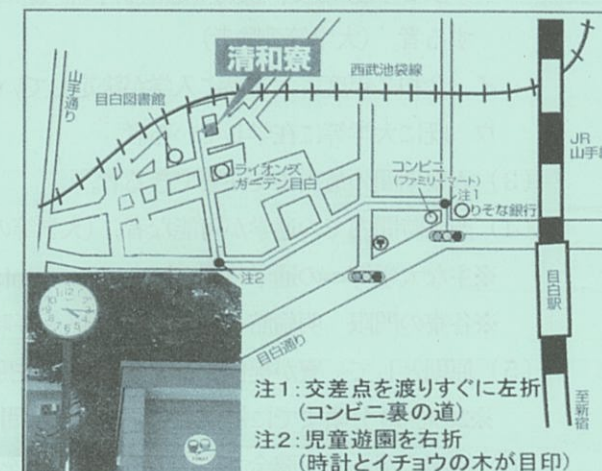 清和寮
西武池袋線
山手通り
目白図書館
JR
山手
ライオンズ
ガーデン目白
コンビニ
(ファミリーマート)
注1
りそな銀行
注2
目白駅
目白通り
至新宿
注1:交差点を渡りすぐに左折
(コンビニ裏の道)
注2:児童遊園を右折
(時計とイチョウの木が目印)